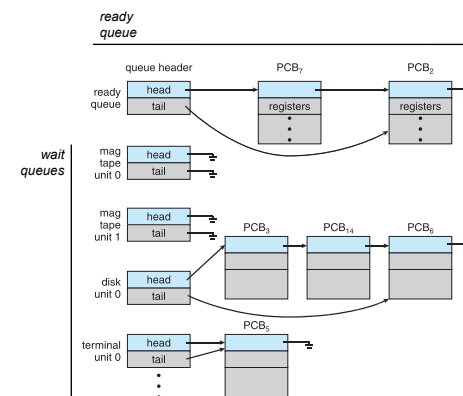 ready
queue
queue header
PCB7
PCB2
ready
queue
head
tail
registers
registers
wait
queues
mag
tape
unit 0
head
tail
mag
tape
unit 1
head
tail
PCB3
PCB14
PCB6
disk
unit 0
head
tail
PCB5
terminal
unit 0
head
tail